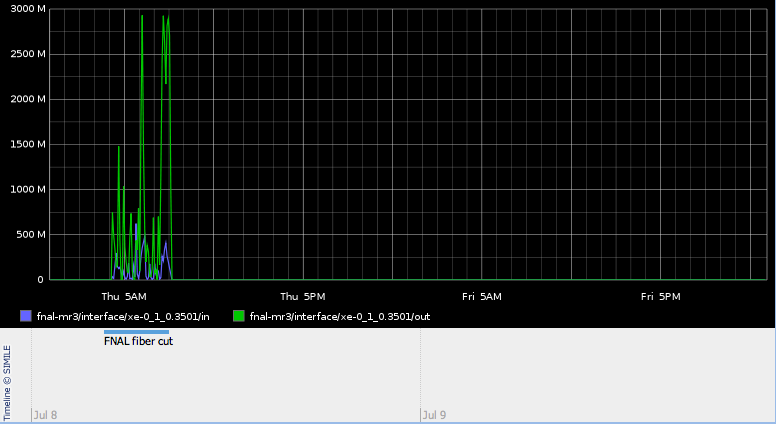 3000 M
2500 M
2000 M
1500 M
1000 M
500 M
0
Thu 5AM Thu 5PM Fri 5AM Fri 5PM
fnal-mr3/interface/xe-0_1_0.3501/in fnal-mr3/interface/xe-0_1_0.3501/out
FNAL fiber cut
Timeline © SIMILE
Jul 8 Jul 9